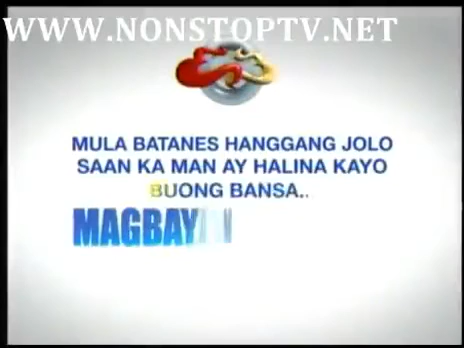 WWW.NONSTOPTV.NET
MULA BATANES HANGGANG JOLO
SAAN KA MAN AY HALINA KAYO
BUONG BANSA..